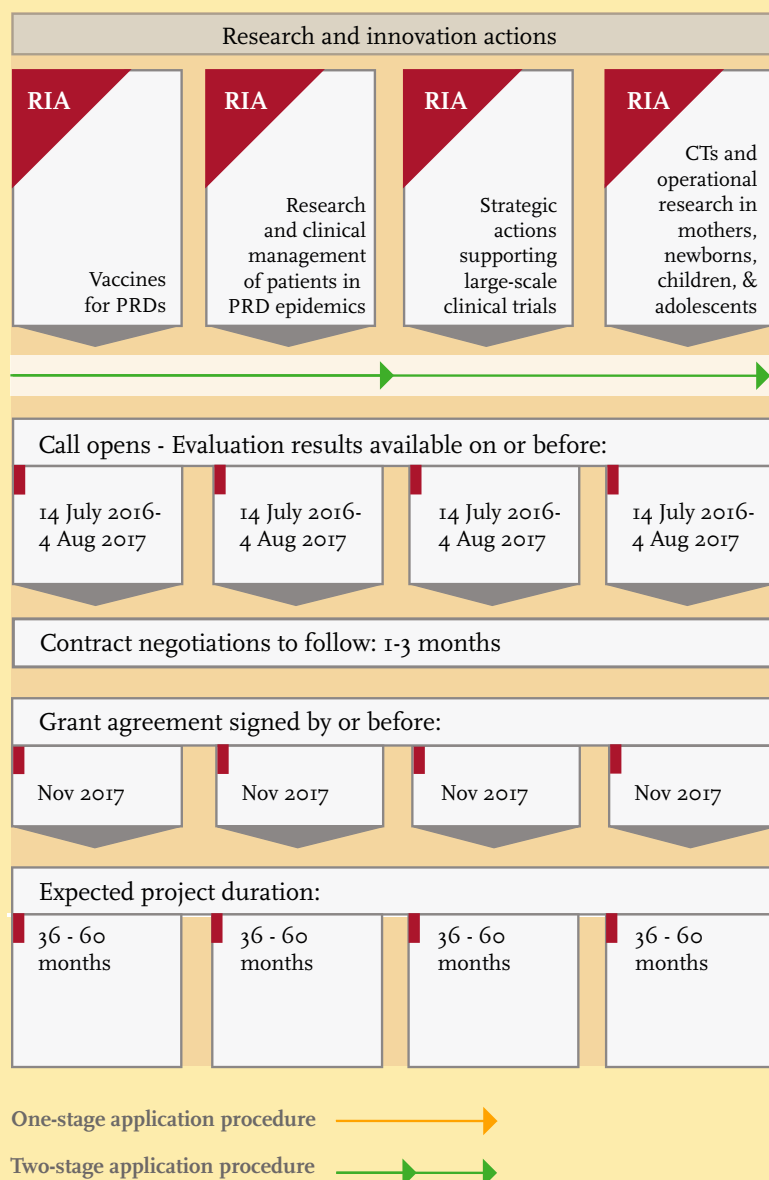 Research and innovation actions
RIA
Vaccines
for PRDs
RIA
Research
and clinical
management
of patients in
PRD epidemics
RIA
Strategic
actions
supporting
large-scale
clinical trials
RIA
CTs and
operational
research in
mothers,
newborns,
children, &
adolescents
Call opens - Evaluation results available on or before:
14 July 2016-
4 Aug 2017
14 July 2016-
4 Aug 2017
14 July 2016-
4 Aug 2017
14 July 2016-
4 Aug 2017
Contract negotiations to follow: 1-3 months
Grant agreement signed by or before:
Nov 2017
Nov 2017
Nov 2017
Nov 2017
Expected project duration:
36 - 60
months
36 - 60
months
36 - 60
months
36 - 60
months
One-stage application procedure
Two-stage application procedure